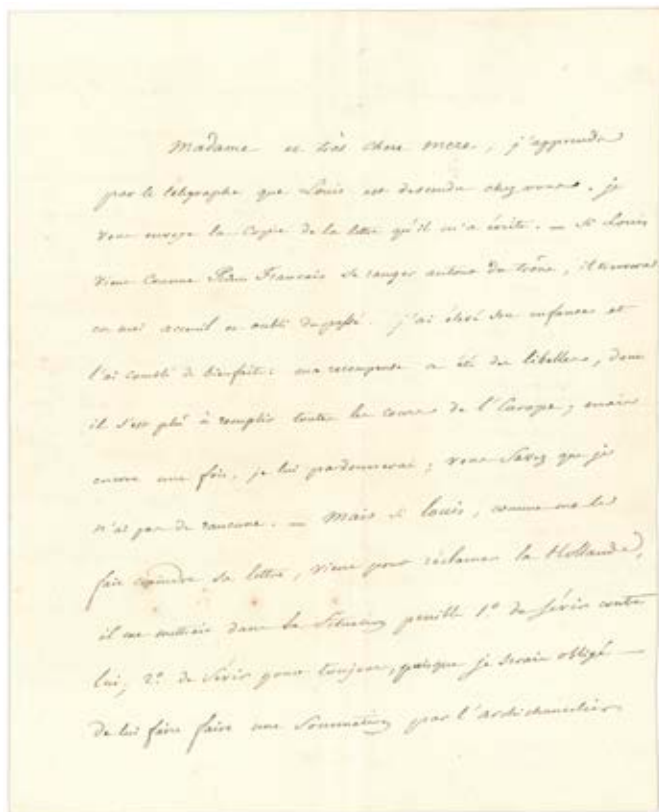 Madame et très chere mere, j'apprends
par le télégraphe que Louis est descendu chez vous. je
vous envoye la Copie de la lettre qu'il m'a écrite. — Si Louis
vient comme Français se ranger autour du trône, il trouvera
en moi acceuil et oubli du passé. j'ai élevé son enfance et
l'ai comblé de bienfaits: ma recompense a été des libelles, dont
il s'est plû à remplir toutes les cours de l'Europe; mais
encore une fois, je lui pardonnerai; vous Savez que je
n'ai pas de rancune. — Mais si louis, comme me le
fait craindre sa lettre, vient pour réclamer la Hollande,
il me mettrait dans la Situation penible 1.º de sévir contre
lui, 2.º de Sévir pour toujours, puisque je serais obligé —
de lui faire faire une Sommation par l'archichancelier